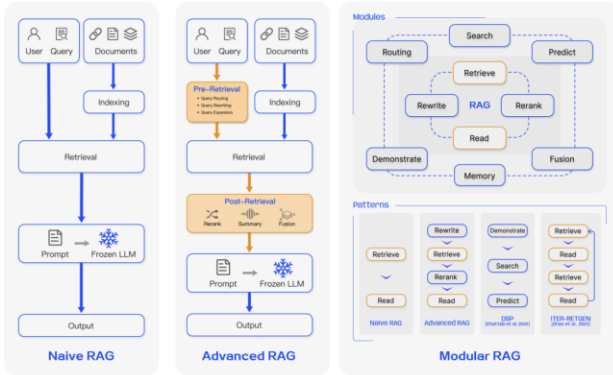 User Query Documents
Indexing
Retrieval
Prompt Frozen LLM
Output
Naive RAG
User Query Documents
Pre-Retrieval
• Query Routing
• Query Rewriting
• Query Expansion
Indexing
Retrieval
Post-Retrieval
Rerank Summary Fusion
Prompt Frozen LLM
Output
Advanced RAG
Modules
Search
Routing Predict
Retrieve
Rewrite RAG Rerank
Read
Demonstrate Fusion
Memory
Patterns
Retrieve
Read
Naive RAG
Rewrite
Retrieve
Rerank
Read
Advanced RAG
Demonstrate
Search
Predict
DSP
Retrieve
Read
Retrieve
Read
ITER-RETGEN
Modular RAG